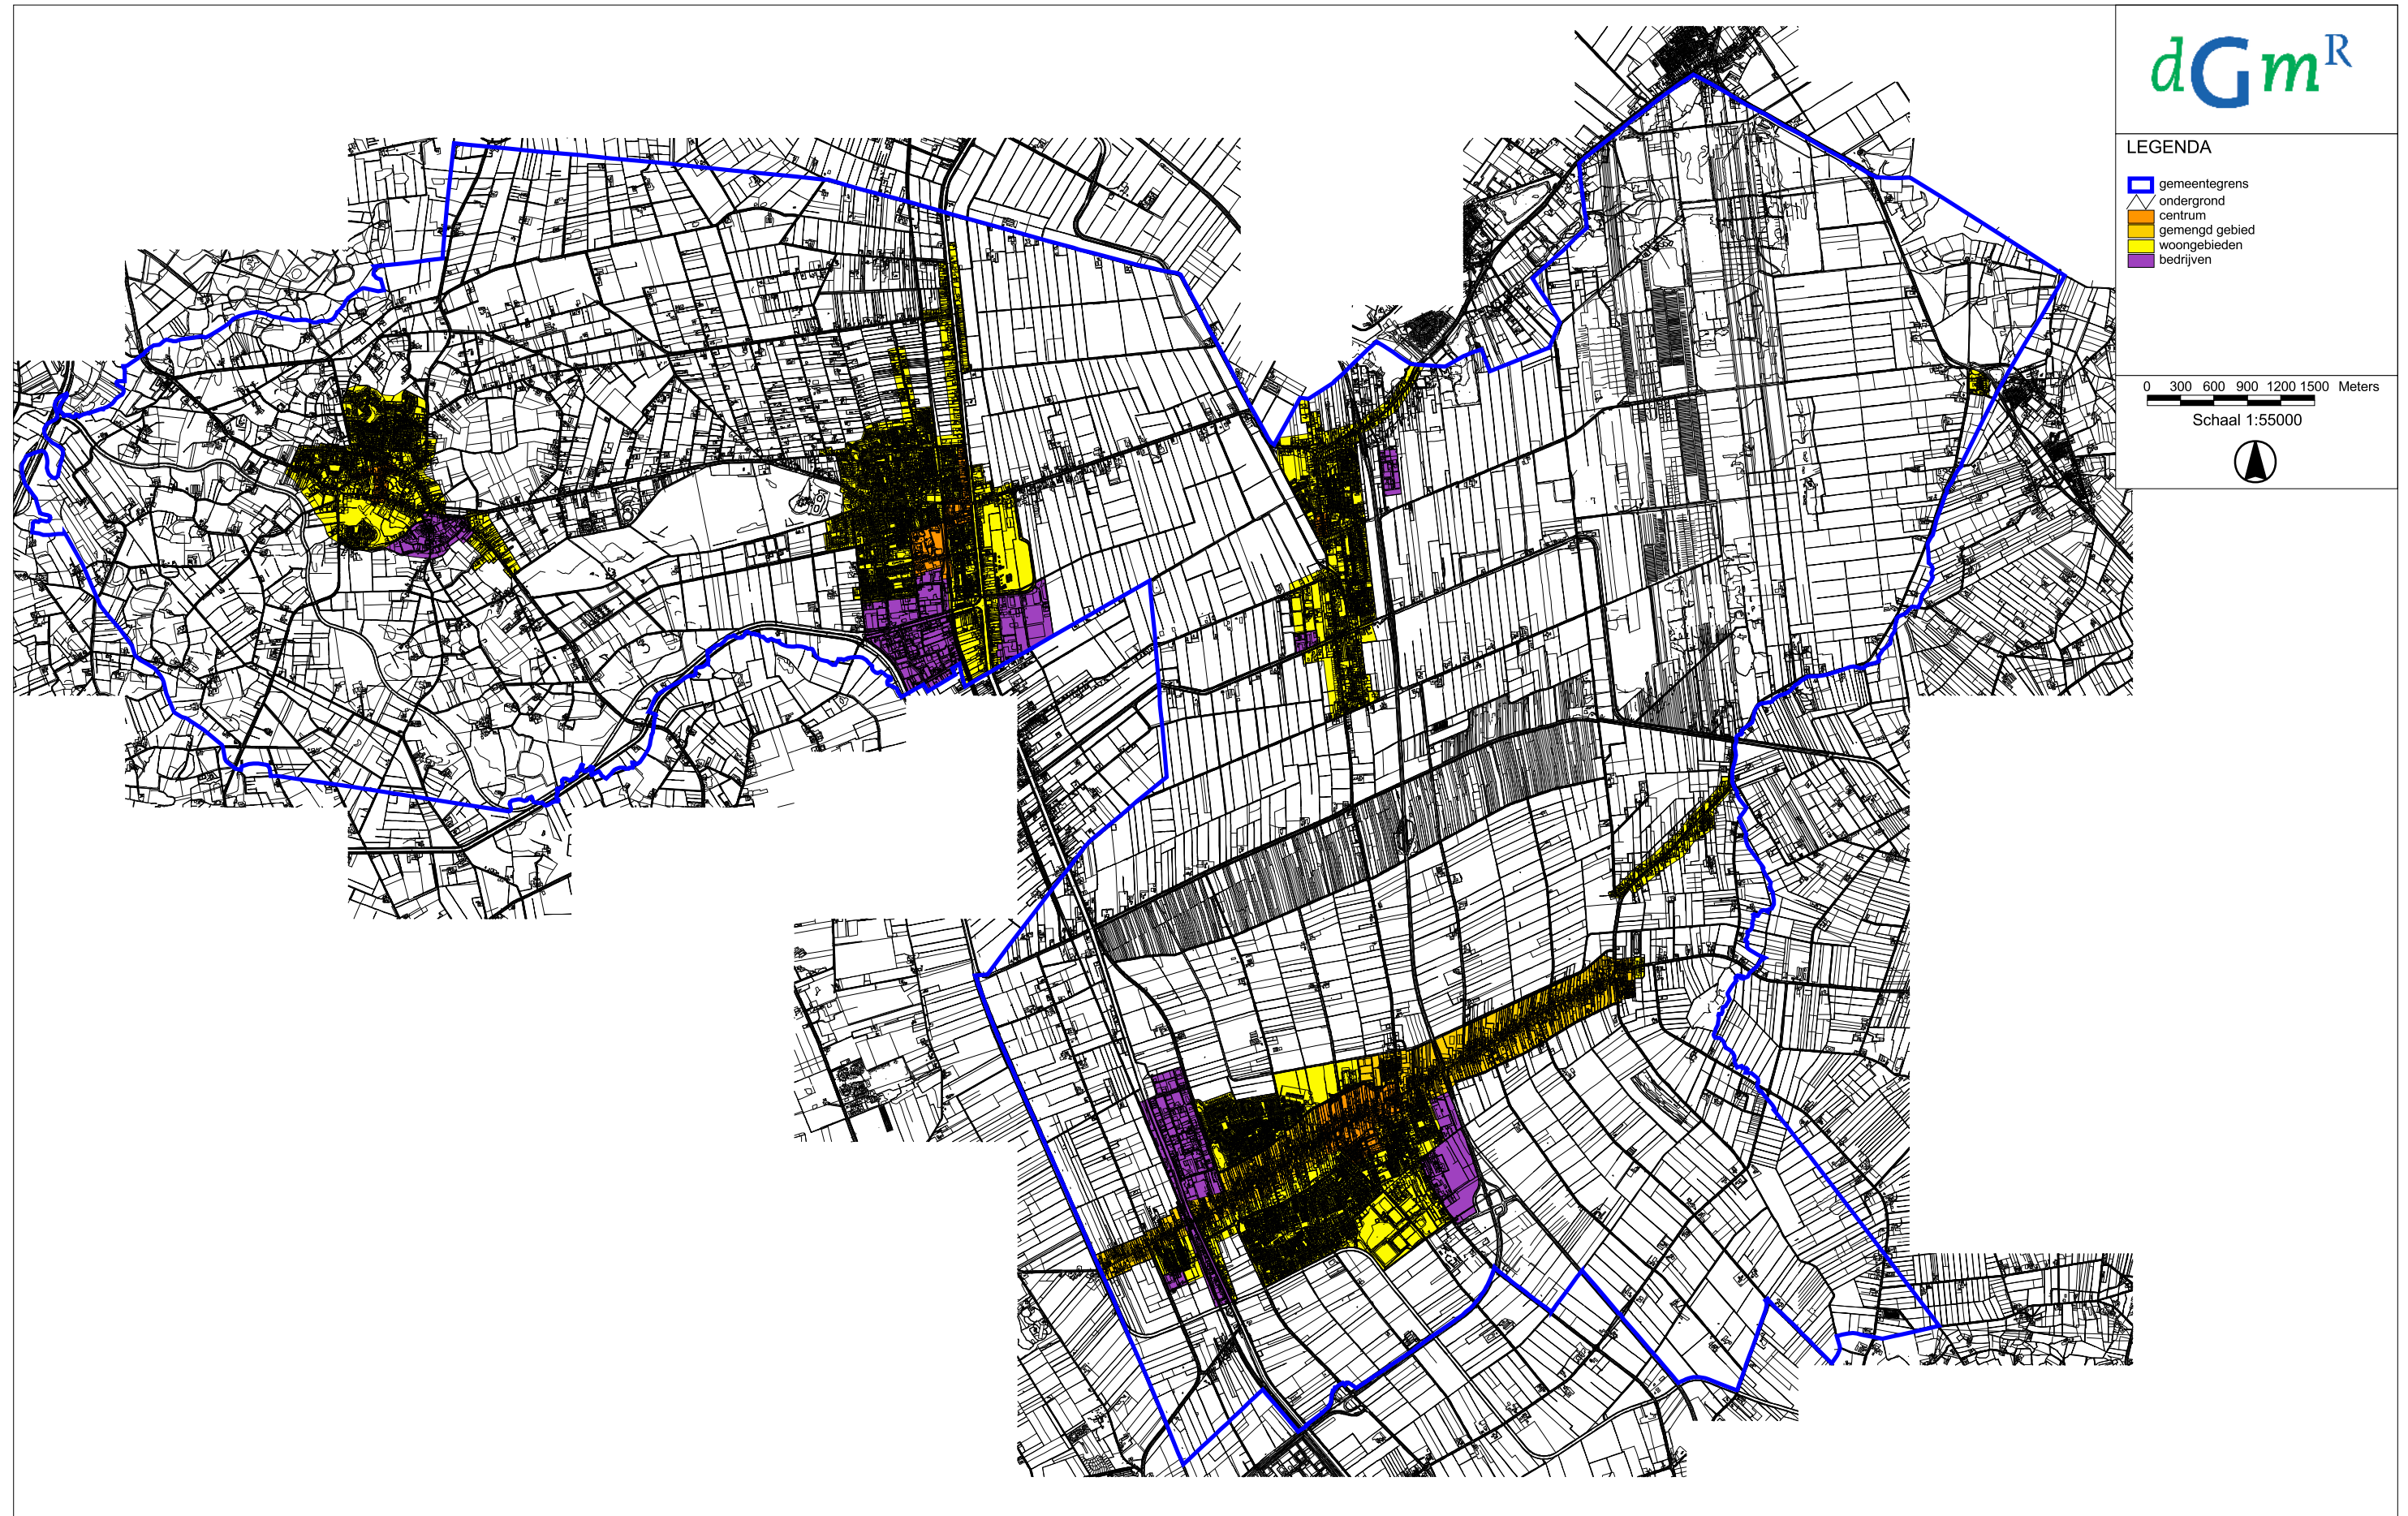 dGmR
LEGENDA
gemeentegrens
ondergrond
centrum
gemengd gebied
woongebieden
bedrijven
0 300 600 900 1200 1500 Meters
Schaal 1:55000